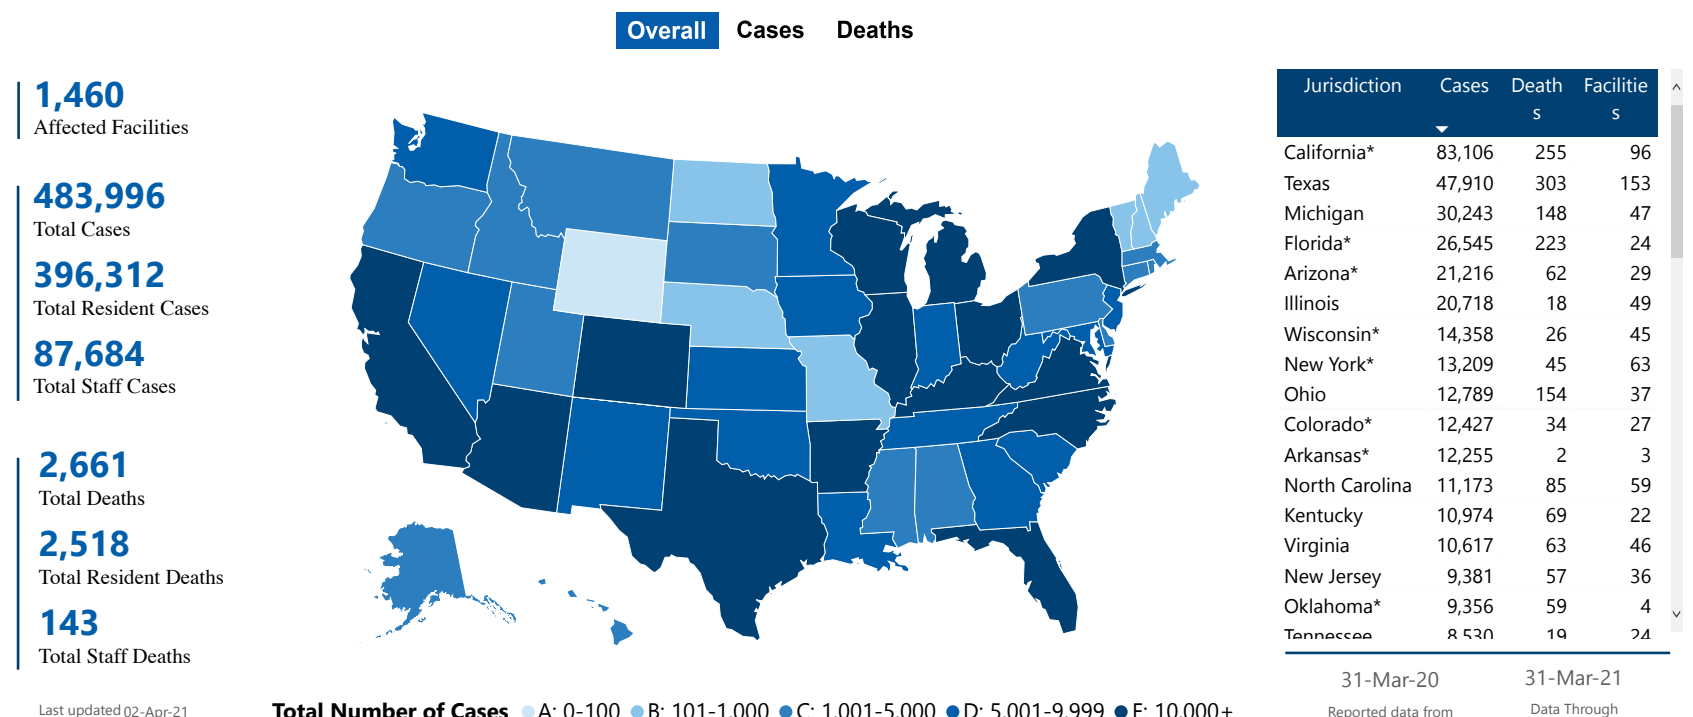 Overall Cases Deaths
1,460
Affected Facilities
483,996
Total Cases
396,312
Total Resident Cases
87,684
Total Staff Cases
2,661
Total Deaths
2,518
Total Resident Deaths
143
Total Staff Deaths
Last updated 02-Apr-21
Total Number of Cases A: 0-100 B: 101-1,000 C: 1,001-5,000 D: 5,001-9,999 E: 10,000+
Jurisdiction Cases Death Facilitie
s s
California* 83,106 255 96
Texas 47,910 303 153
Michigan 30,243 148 47
Florida* 26,545 223 24
Arizona* 21,216 62 29
Illinois 20,718 18 49
Wisconsin* 14,358 26 45
New York* 13,209 45 63
Ohio 12,789 154 37
Colorado* 12,427 34 27
Arkansas* 12,255 2 3
North Carolina 11,173 85 59
Kentucky 10,974 69 22
Virginia 10,617 63 46
New Jersey 9,381 57 36
Oklahoma* 9,356 59 4
Tennessee 8,530 19 24
31-Mar-20 31-Mar-21
Reported data from Data Through